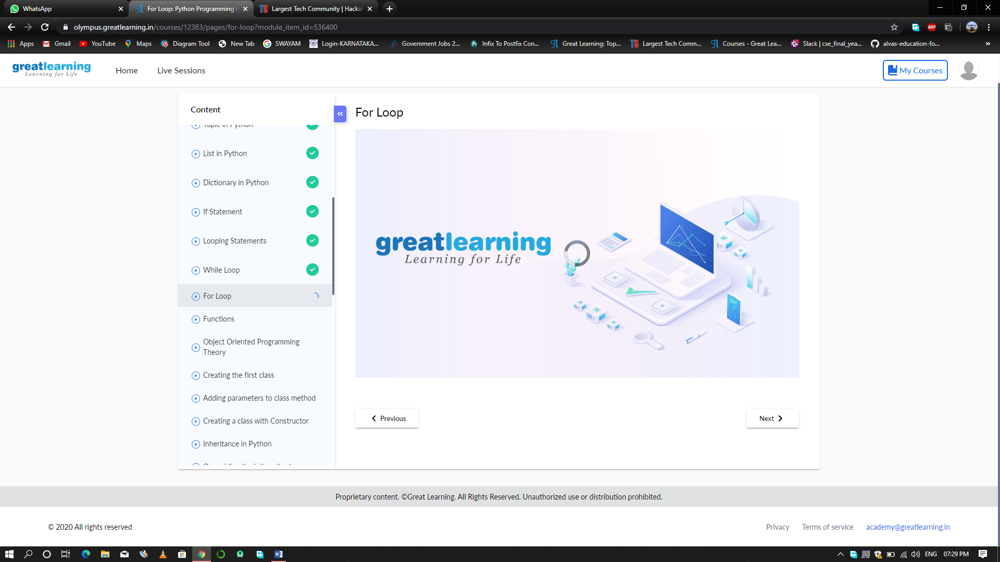 WhatsApp
For Loop: Python Programming i
Largest Tech Community | Hacka
olympus.greatlearning.in/courses/12383/pages/for-loop?module_item_id=536400
Apps
Gmail
YouTube
Maps
Diagram Tool
New Tab
SWAYAM
Login-KARNATAKA...
Government Jobs 2...
Infix To Postfix Con...
Great Learning: Top...
Largest Tech Comm...
Courses - Great Lea...
Slack | cse_final_yea...
alvas-education-fo...
greatlearning
Learning for Life
Home
Live Sessions
My Courses
Content
Tuple in Python
List in Python
Dictionary in Python
If Statement
Looping Statements
While Loop
For Loop
Functions
Object Oriented Programming
Theory
Creating the first class
Adding parameters to class method
Creating a class with Constructor
Inheritance in Python
For Loop
greatlearning
Learning for Life
Previous
Next
Proprietary content. ©Great Learning. All Rights Reserved. Unauthorized use or distribution prohibited.
© 2020 All rights reserved
Privacy
Terms of service
academy@greatlearning.in
ENG
07:29 PM